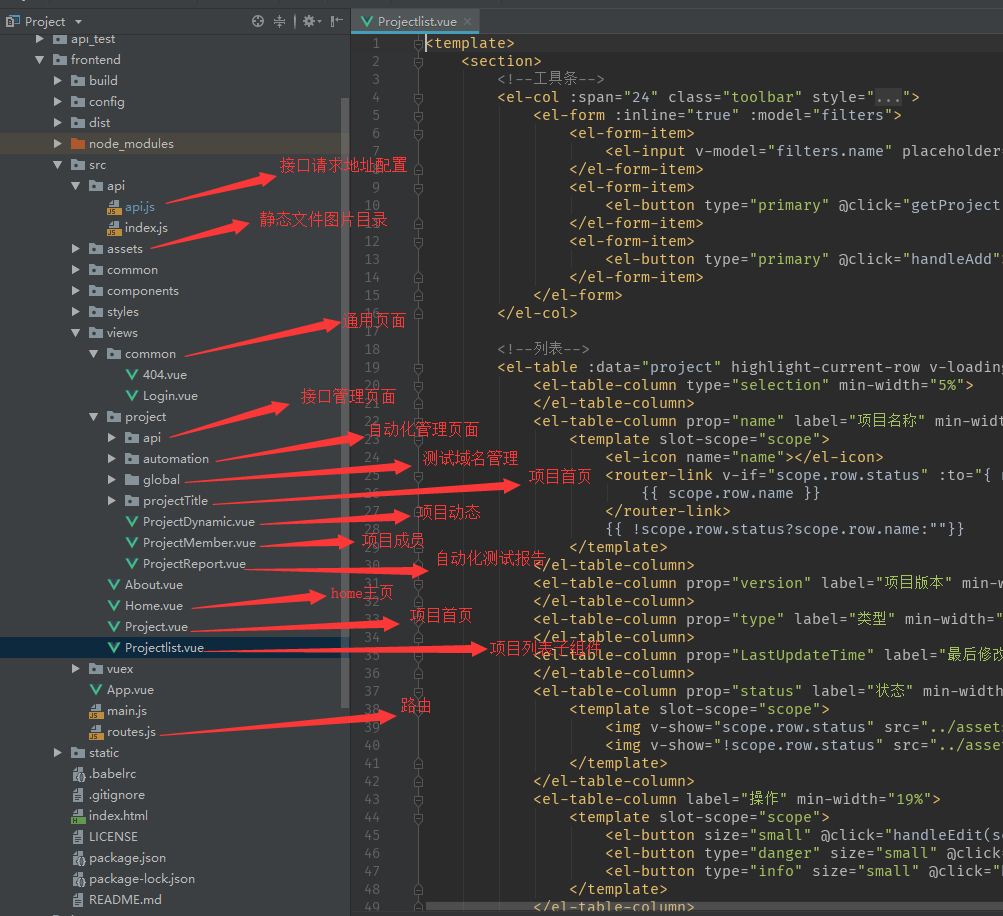 Project
Projectlist.vue
api_test
frontend
build
config
dist
node_modules
src
api
api.js
index.js
assets
common
components
styles
views
common
404.vue
Login.vue
project
api
automation
global
projectTitle
ProjectDynamic.vue
ProjectMember.vue
ProjectReport.vue
About.vue
Home.vue
Project.vue
Projectlist.vue
vuex
App.vue
main.js
routes.js
static
.babelrc
.gitignore
index.html
LICENSE
package.json
package-lock.json
README.md
接口请求地址配置
静态文件图片目录
通用页面
接口管理页面
自动化管理页面
测试域名管理
项目首页
项目动态
项目成员
自动化测试报告
home主页
项目首页
项目列表子组件
路由
1 <template>
2 <section>
3 <!--工具条-->
4 <el-col :span="24" class="toolbar" style="...">
5 <el-form :inline="true" :model="filters">
6 <el-form-item>
7 <el-input v-model="filters.name" placeholder
8 </el-form-item>
9 <el-form-item>
10 <el-button type="primary" @click="getProject
11 </el-form-item>
12 <el-form-item>
13 <el-button type="primary" @click="handleAdd"
14 </el-form-item>
15 </el-form>
16 </el-col>
17
18 <!--列表-->
19 <el-table :data="project" highlight-current-row v-loading
20 <el-table-column type="selection" min-width="5%">
21 </el-table-column>
22 <el-table-column prop="name" label="项目名称" min-widt
23 <template slot-scope="scope">
24 <el-icon name="name"></el-icon>
25 <router-link v-if="scope.row.status" :to="{ n
26 {{ scope.row.name }}
27 </router-link>
28 {{ !scope.row.status?scope.row.name:""}}
29 </template>
30 </el-table-column>
31 <el-table-column prop="version" label="项目版本" min-w
32 </el-table-column>
33 <el-table-column prop="type" label="类型" min-width="
34 </el-table-column>
35 <el-table-column prop="LastUpdateTime" label="最后修改
36 </el-table-column>
37 <el-table-column prop="status" label="状态" min-width
38 <template slot-scope="scope">
39 <img v-show="scope.row.status" src="../asset
40 <img v-show="!scope.row.status" src="../asse
41 </template>
42 </el-table-column>
43 <el-table-column label="操作" min-width="19%">
44 <template slot-scope="scope">
45 <el-button size="small" @click="handleEdit(sc
46 <el-button type="danger" size="small" @click
47 <el-button type="info" size="small" @click="
48 </template>
49 </el-table-column>